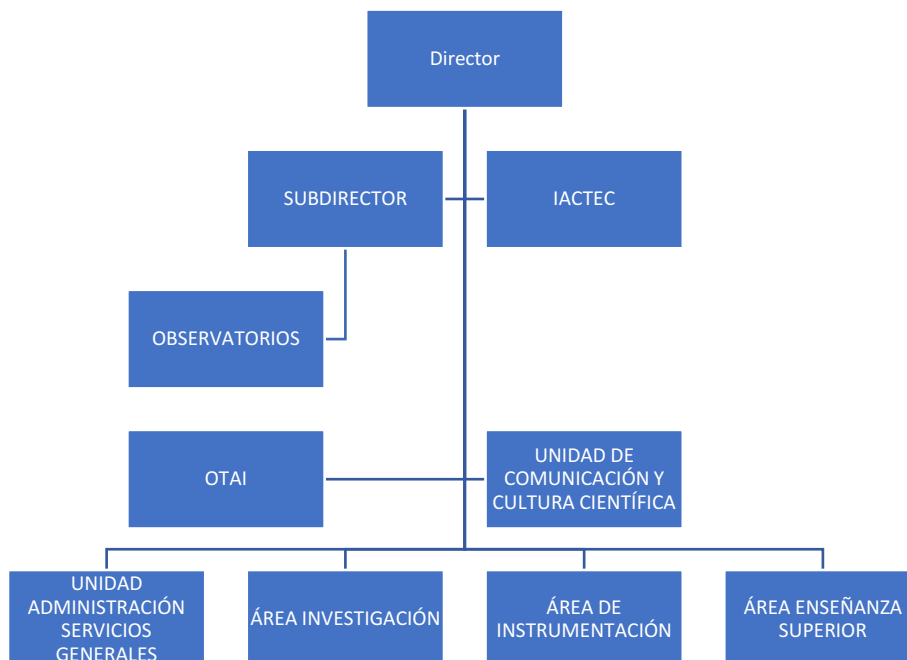 Director
SUBDIRECTOR
IACTEC
OBSERVATORIOS
OTAI
UNIDAD DE
COMUNICACIÓN Y
CULTURA CIENTÍFICA
UNIDAD
ADMINISTRACIÓN
SERVICIOS
GENERALES
ÁREA INVESTIGACIÓN
ÁREA DE
INSTRUMENTACIÓN
ÁREA ENSEÑANZA
SUPERIOR